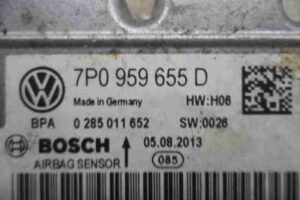 7P0 959 655 D
Made in Germany HW:H06
BPA 0 285 011 652 SW:0026
BOSCH 05.08.2013
AIRBAG SENSOR 085